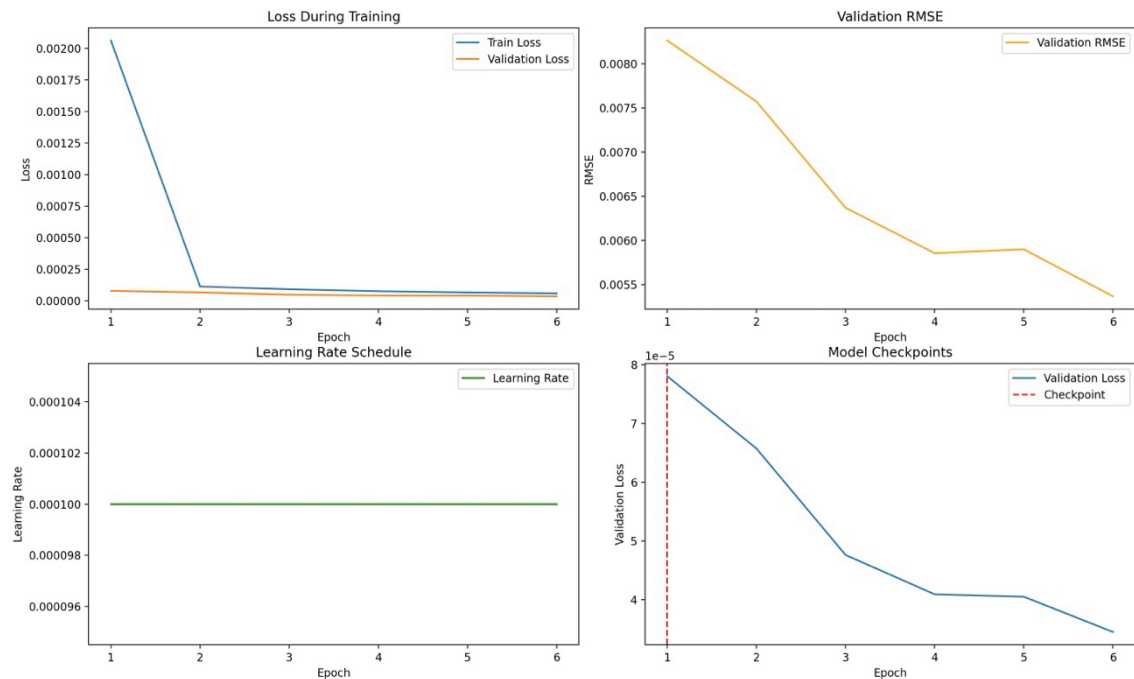 Loss During Training
Train Loss
Validation Loss
0.00200
0.00175
0.00150
0.00125
0.00100
0.00075
0.00050
0.00025
0.00000
Loss
1 2 3 4 5 6
Epoch
Validation RMSE
Validation RMSE
0.0080
0.0075
0.0070
0.0065
0.0060
0.0055
RMSE
1 2 3 4 5 6
Epoch
Learning Rate Schedule
Learning Rate
0.000104
0.000102
0.000100
0.000098
0.000096
Learning Rate
1 2 3 4 5 6
Epoch
Model Checkpoints
1e−5
Validation Loss
Checkpoint
8
7
6
5
4
Validation Loss
1 2 3 4 5 6
Epoch